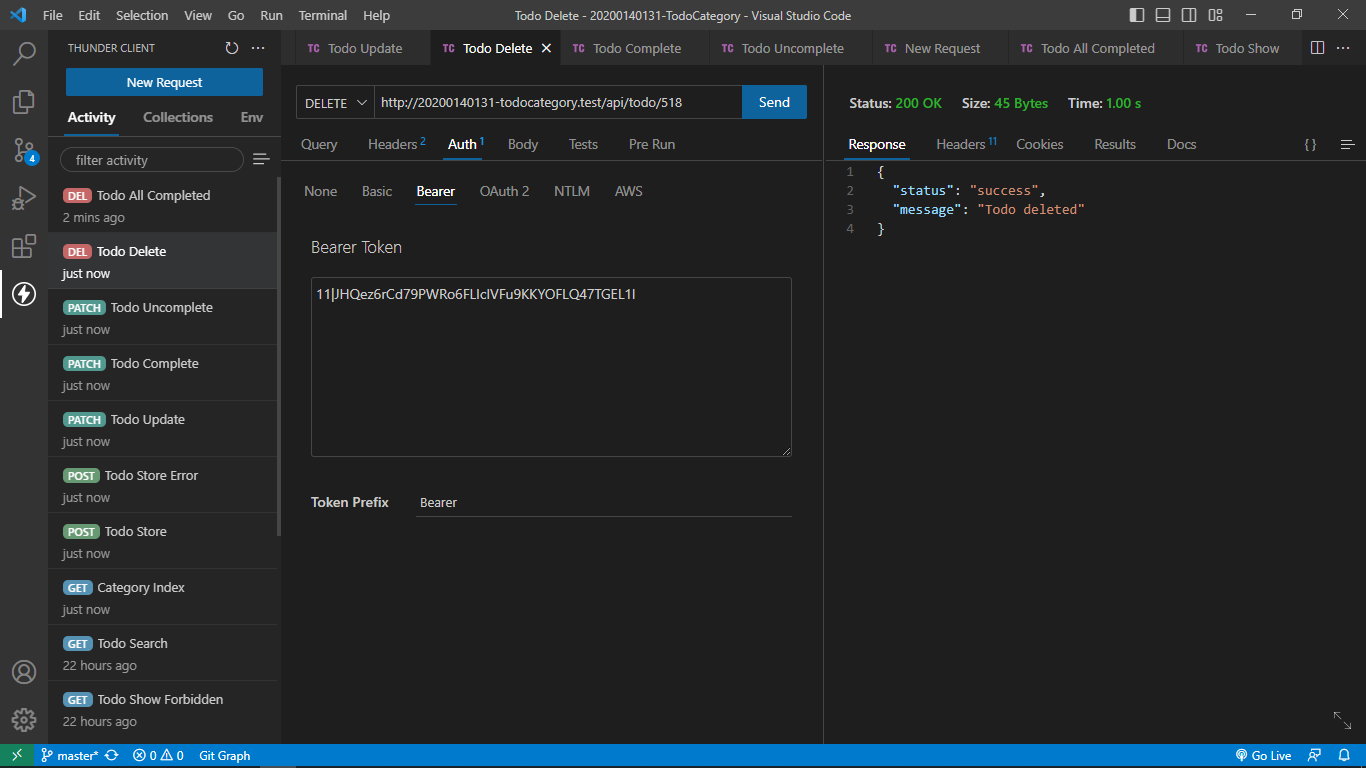 File Edit Selection View Go Run Terminal Help Todo Delete - 20200140131-TodoCategory - Visual Studio Code
THUNDER CLIENT
TC Todo Update TC Todo Delete TC Todo Complete TC Todo Uncomplete TC New Request TC Todo All Completed TC Todo Show
New Request
Activity Collections Env
filter activity
DEL Todo All Completed
2 mins ago
DEL Todo Delete
just now
PATCH Todo Uncomplete
just now
PATCH Todo Complete
just now
PATCH Todo Update
just now
POST Todo Store Error
just now
POST Todo Store
just now
GET Category Index
just now
GET Todo Search
22 hours ago
GET Todo Show Forbidden
22 hours ago
4
DELETE http://20200140131-todocategory.test/api/todo/518 Send
Query Headers 2 Auth 1 Body Tests Pre Run
None Basic Bearer OAuth 2 NTLM AWS
Bearer Token
Token Prefix Bearer
Status: 200 OK Size: 45 Bytes Time: 1.00 s
Response Headers 11 Cookies Results Docs { }
1 {
2 "status": "success",
3 "message": "Todo deleted"
4 }
master* 0 0 Git Graph Go Live